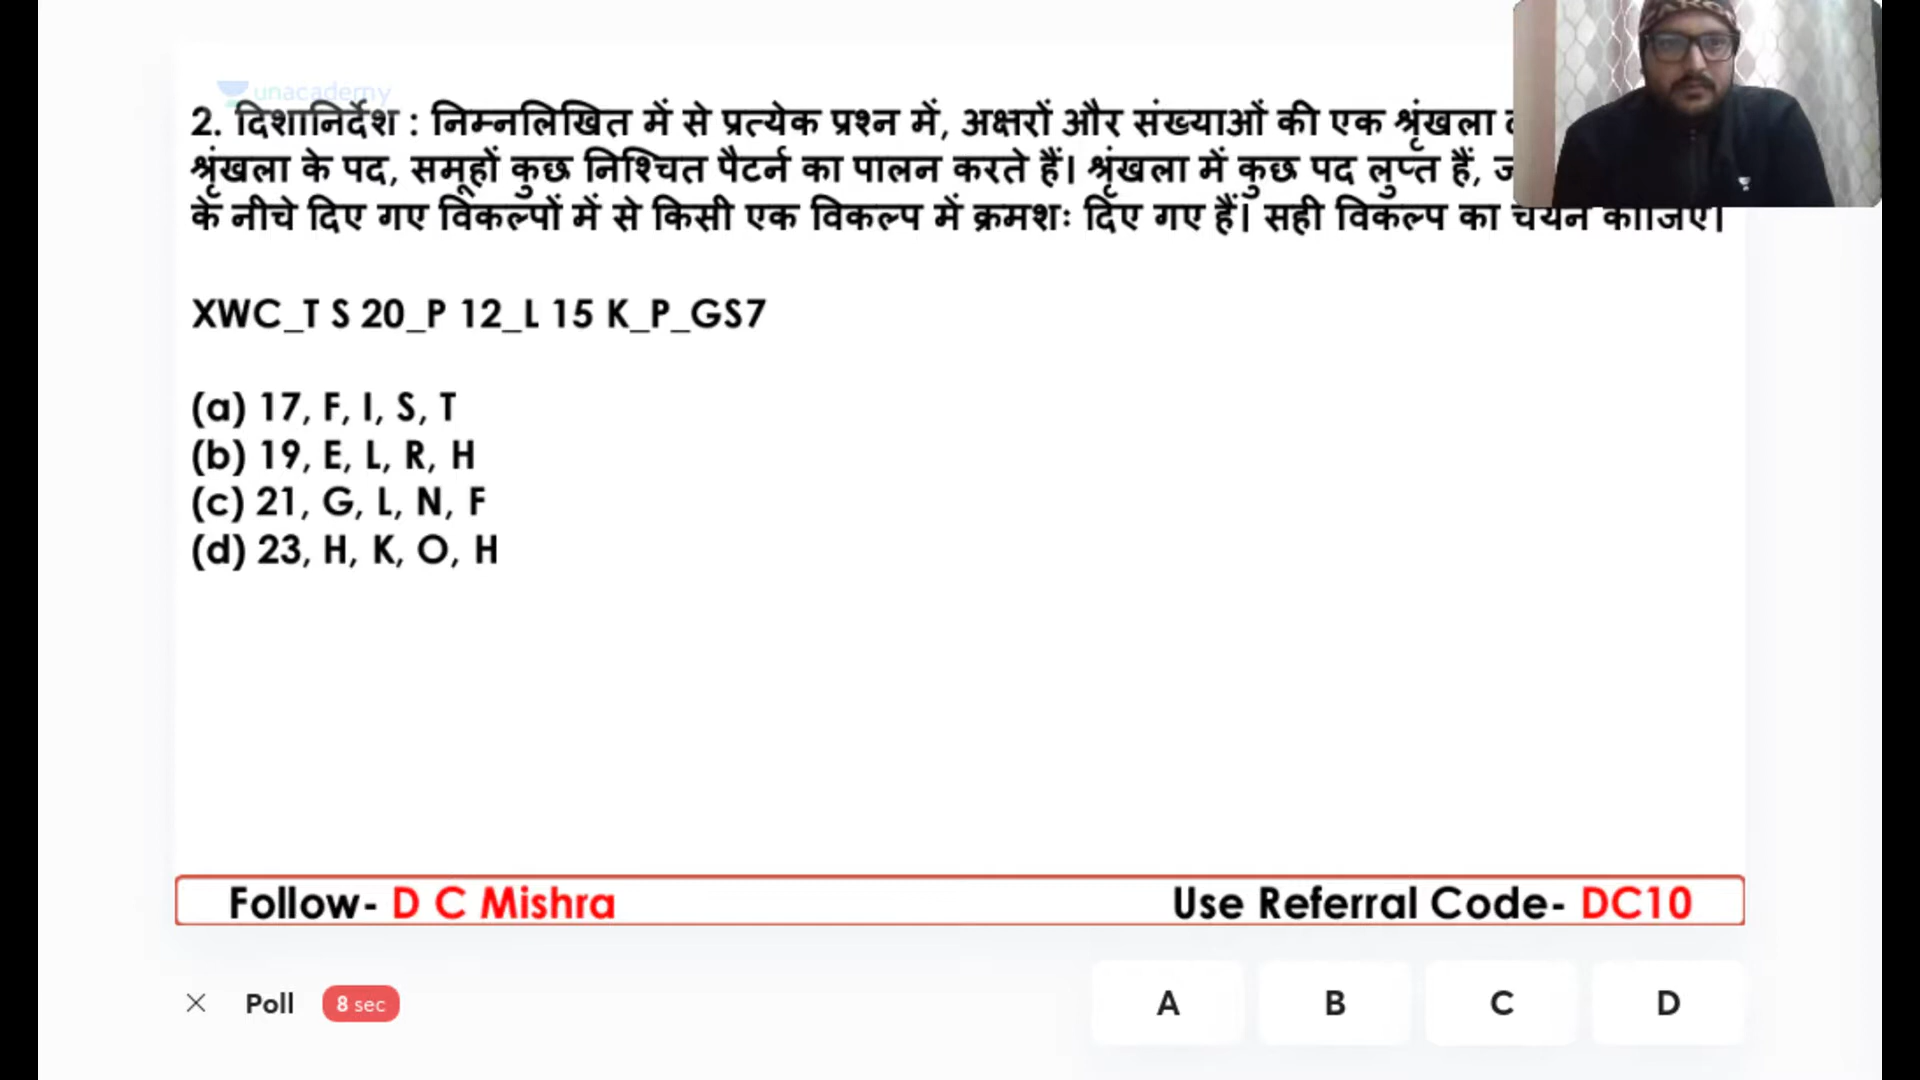 unacademy
2. दिशानिर्देश : निम्नलिखित में से प्रत्येक प्रश्न में, अक्षरों और संख्याओं की एक श्रृंखला
श्रृंखला के पद, समूहों कुछ निश्चित पैटर्न का पालन करते हैं। श्रृंखला में कुछ पद लुप्त हैं,
के नीचे दिए गए विकल्पों में से किसी एक विकल्प में क्रमशः दिए गए हैं। सही विकल्प का चयन कीजिए।
XWC_T S 20_P 12_L 15 K_P_GS7
(a) 17, F, I, S, T
(b) 19, E, L, R, H
(c) 21, G, L, N, F
(d) 23, H, K, O, H
Follow- D C Mishra Use Referral Code- DC10
Poll 8 sec A B C D